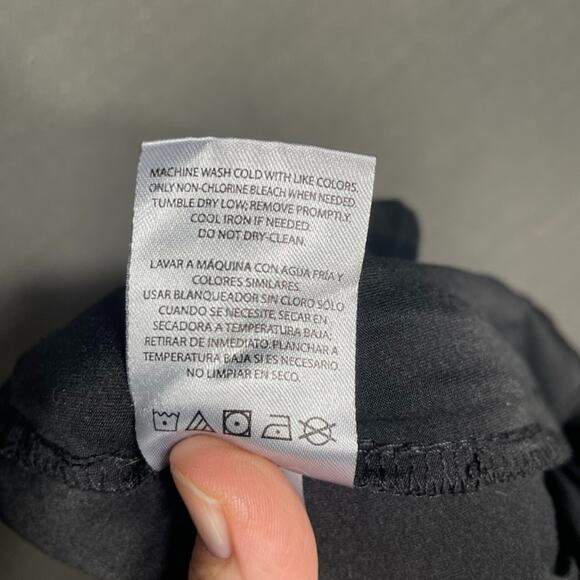 MACHINE WASH COLD WITH LIKE COLORS.
ONLY NON-CHLORINE BLEACH WHEN NEEDED.
TUMBLE DRY LOW; REMOVE PROMPTLY.
COOL IRON IF NEEDED.
DO NOT DRY-CLEAN.
LAVAR A MÁQUINA CON AGUA FRÍA Y
COLORES SIMILARES.
USAR BLANQUEADOR SIN CLORO SÓLO
CUANDO SE NECESITE. SECAR EN
SECADORA A TEMPERATURA BAJA;
RETIRAR DE INMEDIATO. PLANCHAR A
TEMPERATURA BAJA SI ES NECESARIO.
NO LIMPIAR EN SECO.